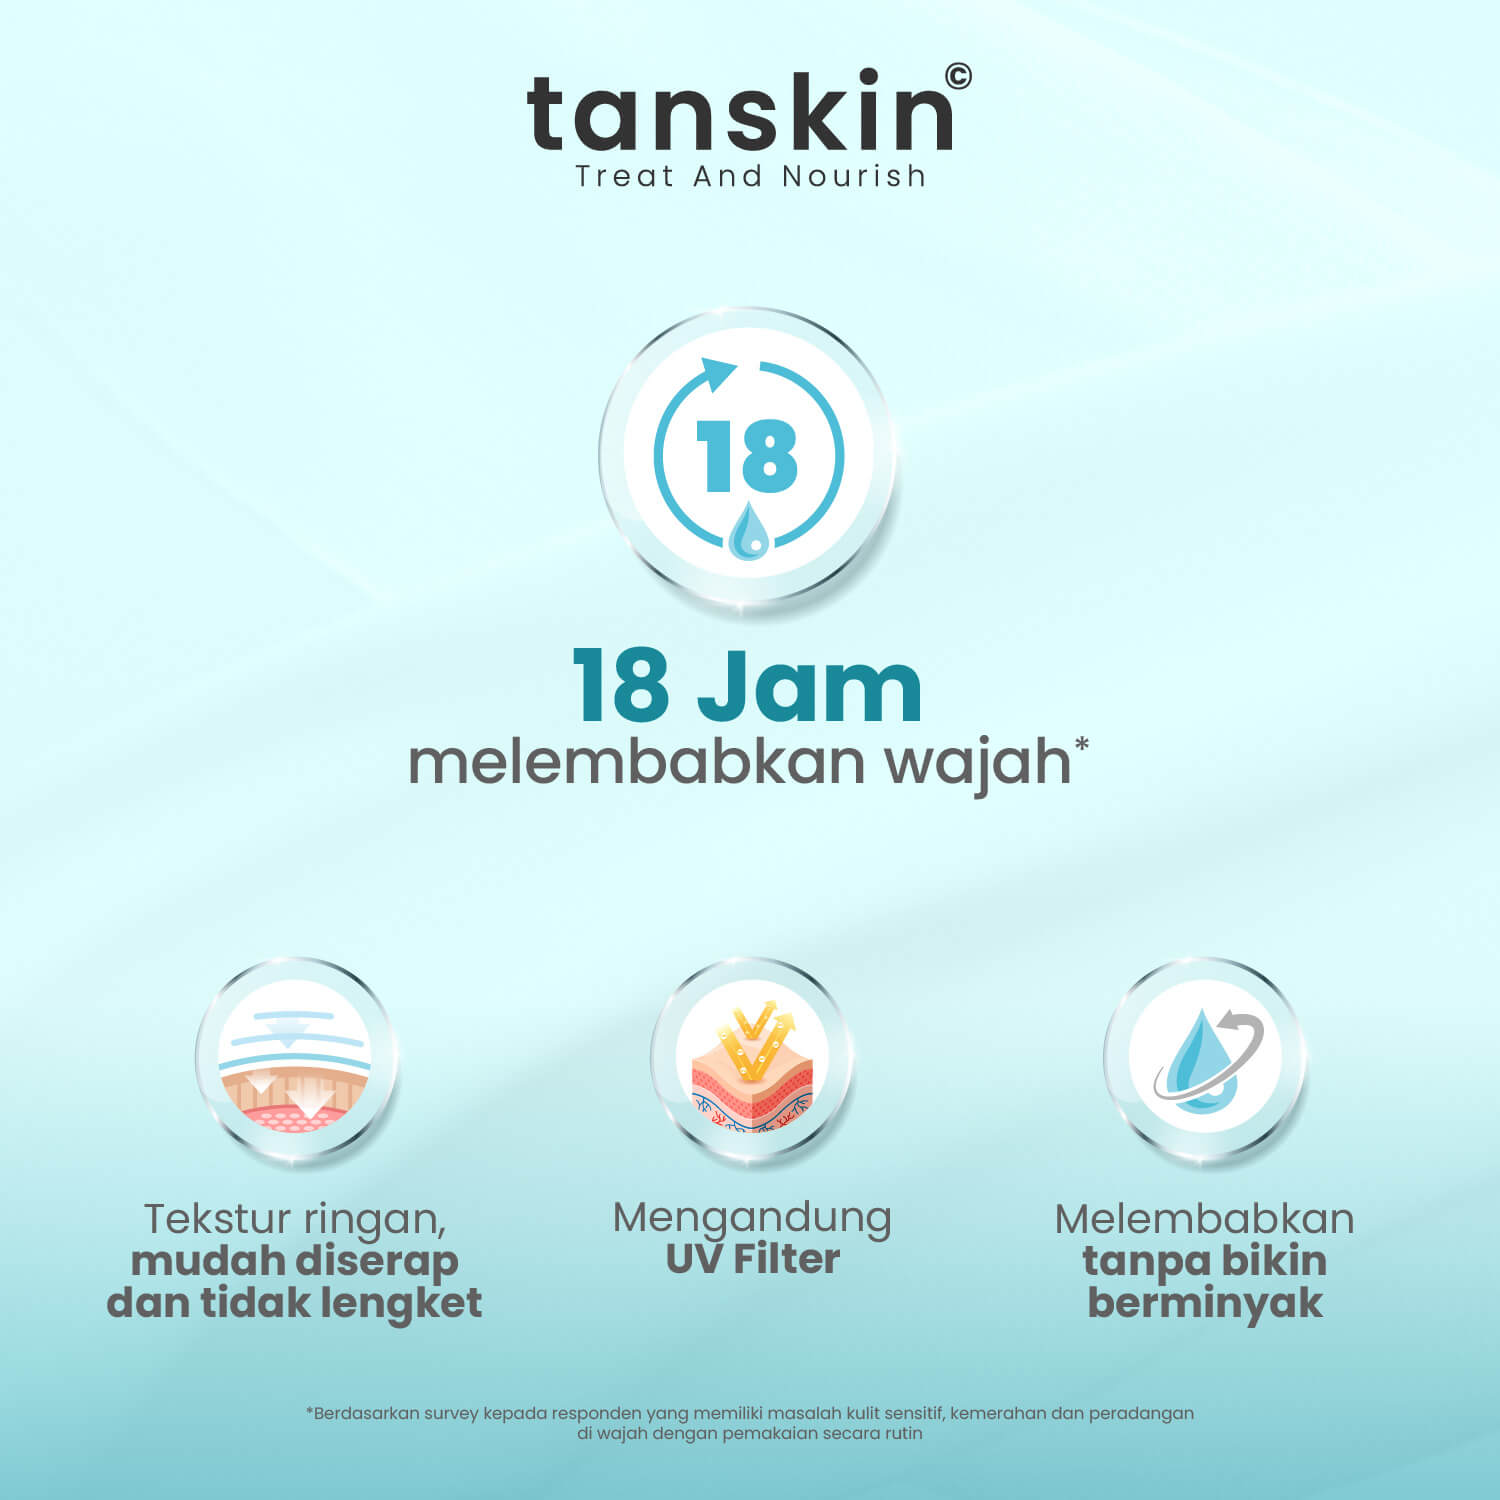 tanskin©
Treat And Nourish
18
18 Jam
melembabkan wajah*
Tekstur ringan,
mudah diserap
dan tidak lengket
Mengandung
UV Filter
Melembabkan
tanpa bikin
berminyak
*Berdasarkan survey kepada responden yang memiliki masalah kulit sensitif, kemerahan dan peradangan
di wajah dengan pemakaian secara rutin